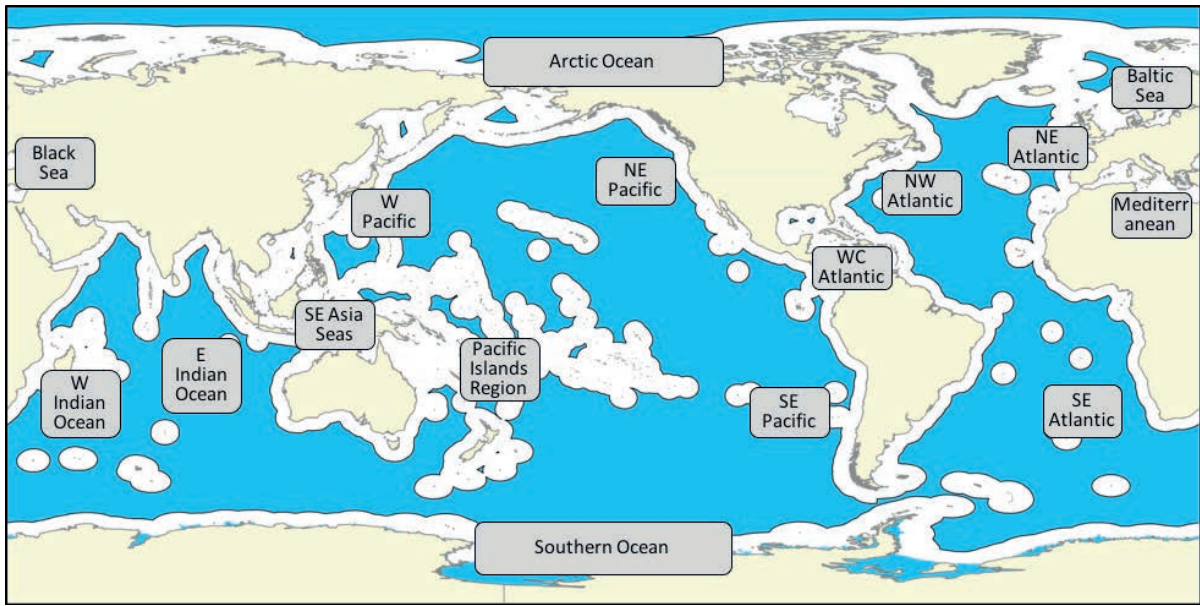 Arctic Ocean
Baltic
Sea
Black
Sea
NE
Atlantic
NE
Pacific
NW
Atlantic
W
Pacific
Mediterr
anean
WC
Atlantic
SE Asia
Seas
E
Indian
Ocean
Pacific
Islands
Region
W
Indian
Ocean
SE
Pacific
SE
Atlantic
Southern Ocean